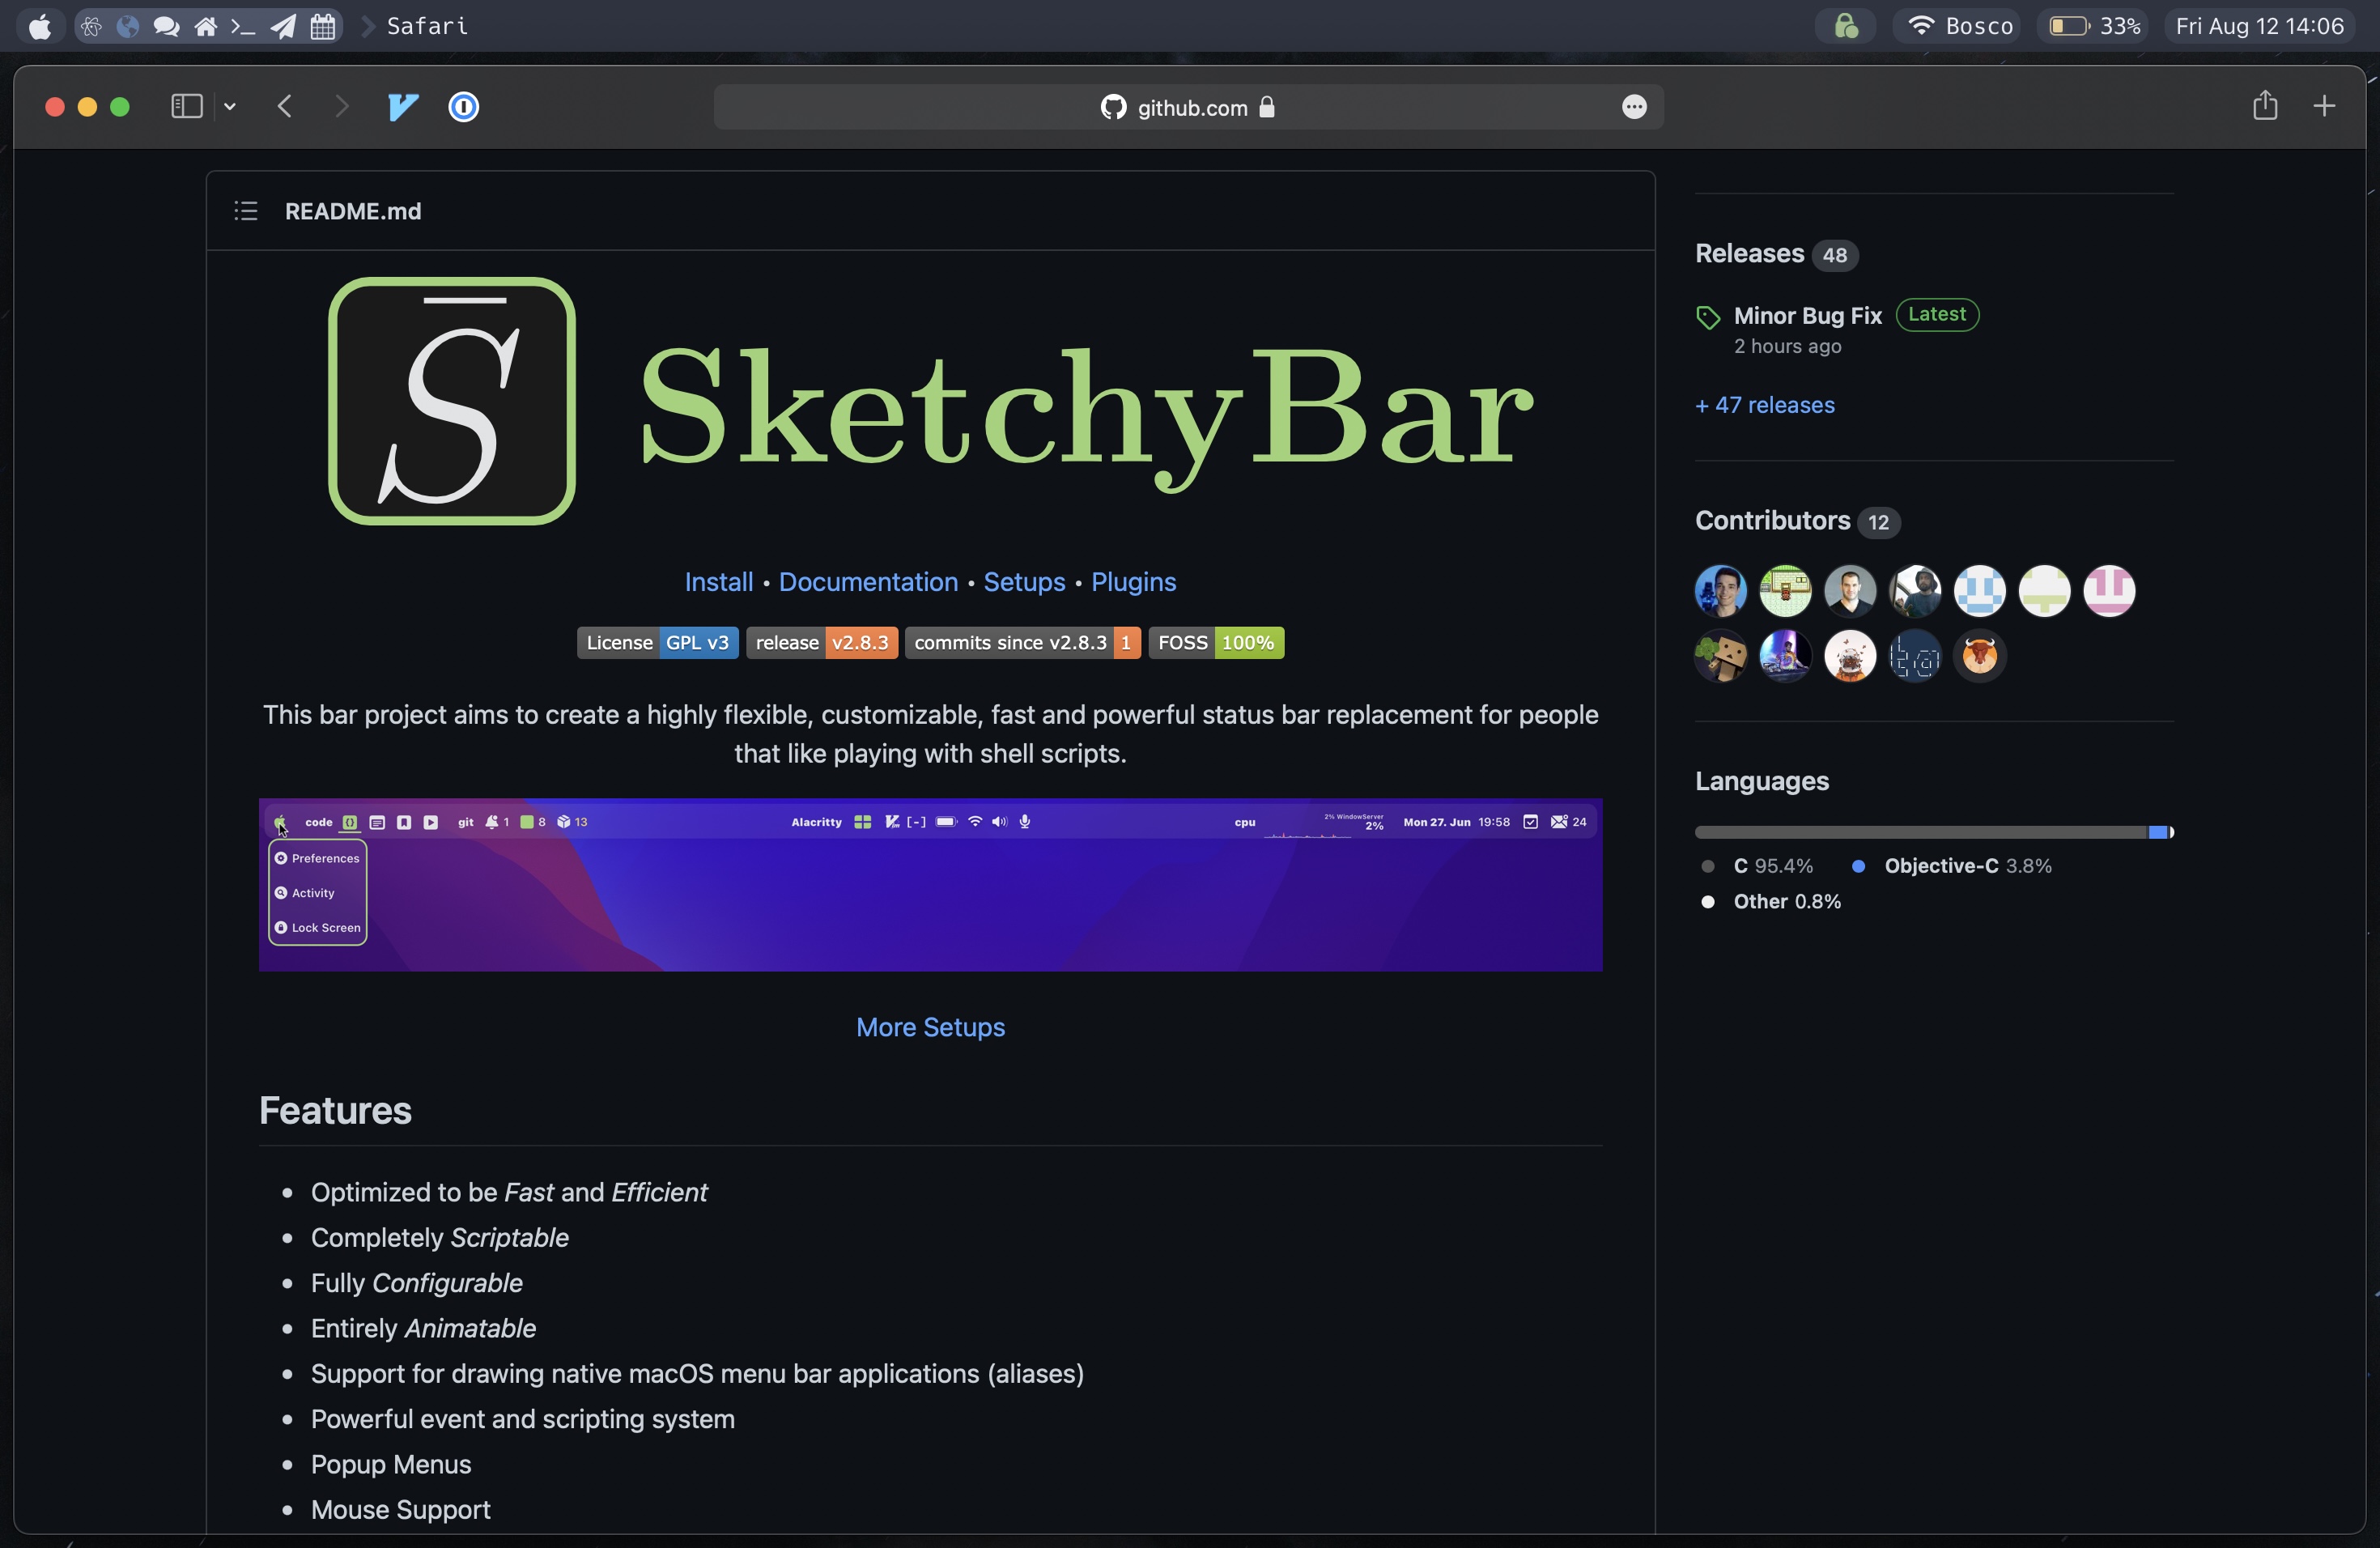 Safari
Bosco
33%
Fri Aug 12 14:06
github.com
README.md
S
SketchyBar
Install • Documentation • Setups • Plugins
License GPL v3
release v2.8.3
commits since v2.8.3 1
FOSS 100%
This bar project aims to create a highly flexible, customizable, fast and powerful status bar replacement for people
that like playing with shell scripts.
code
git 1 8 13
Alacritty
[-]
cpu
2% WindowServer
2%
Mon 27. Jun 19:58
24
Preferences
Activity
Lock Screen
More Setups
Features
• Optimized to be Fast and Efficient
• Completely Scriptable
• Fully Configurable
• Entirely Animatable
• Support for drawing native macOS menu bar applications (aliases)
• Powerful event and scripting system
• Popup Menus
• Mouse Support
Releases 48
Minor Bug Fix Latest
2 hours ago
+ 47 releases
Contributors 12
Languages
C 95.4%
Objective-C 3.8%
Other 0.8%